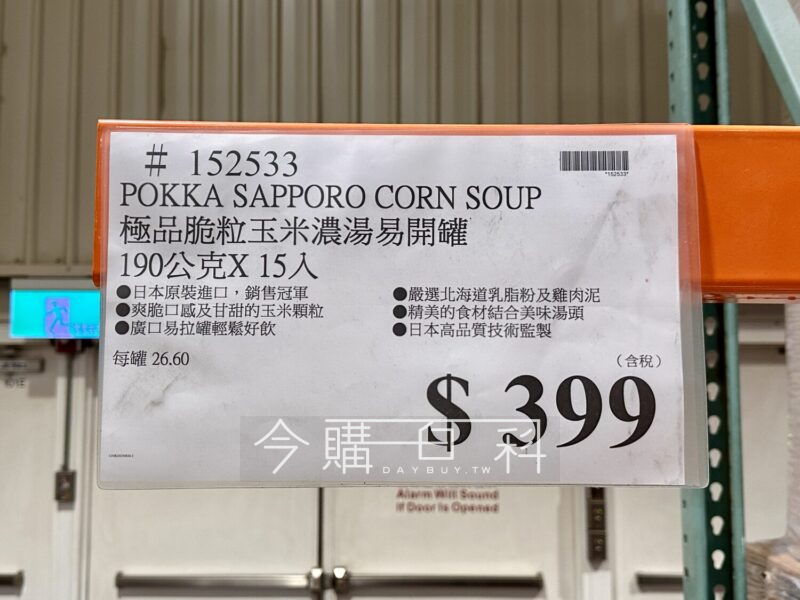 # 152533
*152533*
POKKA SAPPORO CORN SOUP
極品脆粒玉米濃湯易開罐
190公克X 15入
●日本原裝進口，銷售冠軍
●爽脆口感及甘甜的玉米顆粒
●廣口易拉罐輕鬆好飲
●嚴選北海道乳脂粉及雞肉泥
●精美的食材結合美味湯頭
●日本高品質技術監製
每罐 26.60
(含稅)
$ 399
今購百科
DAYBUY.TW
Alarm Will Sound
If Door Is Opened